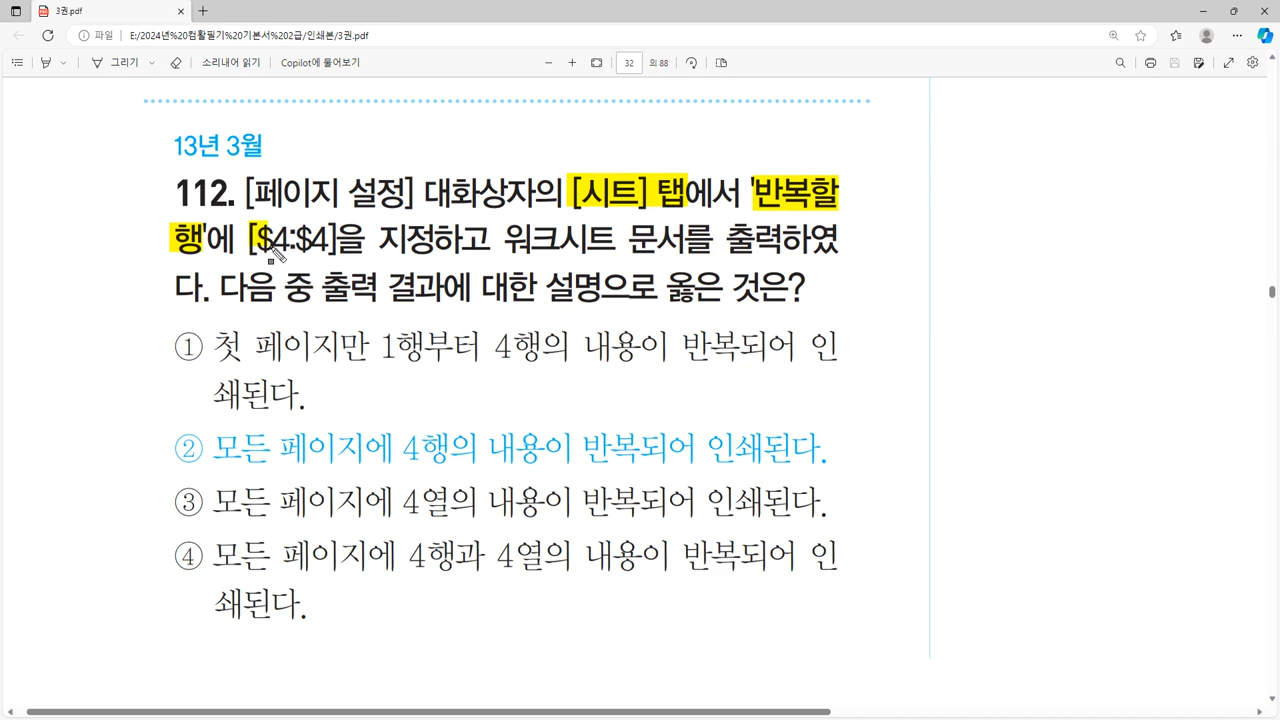 3권.pdf
파일 E:/2024년%20컴활필기%20기본서%202급/인쇄본/3권.pdf
그리기 소리내어 읽기 Copilot에 물어보기 32 의 88
13년 3월
112. [페이지 설정] 대화상자의 [시트] 탭에서 '반복할
행'에 [$4:$4]을 지정하고 워크시트 문서를 출력하였
다. 다음 중 출력 결과에 대한 설명으로 옳은 것은?
① 첫 페이지만 1행부터 4행의 내용이 반복되어 인
쇄된다.
② 모든 페이지에 4행의 내용이 반복되어 인쇄된다.
③ 모든 페이지에 4열의 내용이 반복되어 인쇄된다.
④ 모든 페이지에 4행과 4열의 내용이 반복되어 인
쇄된다.